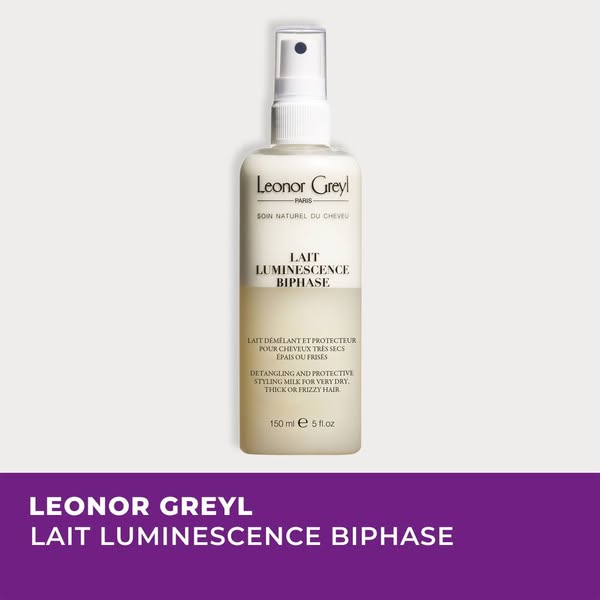 Leonor Greyl
PARIS
SOIN NATUREL DU CHEVEU
LAIT
LUMINESCENCE
BIPHASE
LAIT DÉMÊLANT ET PROTECTEUR
POUR CHEVEUX TRÈS SECS
ÉPAIS OU FRISÉS
DETANGLING AND PROTECTIVE
STYLING MILK FOR VERY DRY,
THICK OR FRIZZY HAIR
150 ml e 5 fl.oz
LEONOR GREYL
LAIT LUMINESCENCE BIPHASE